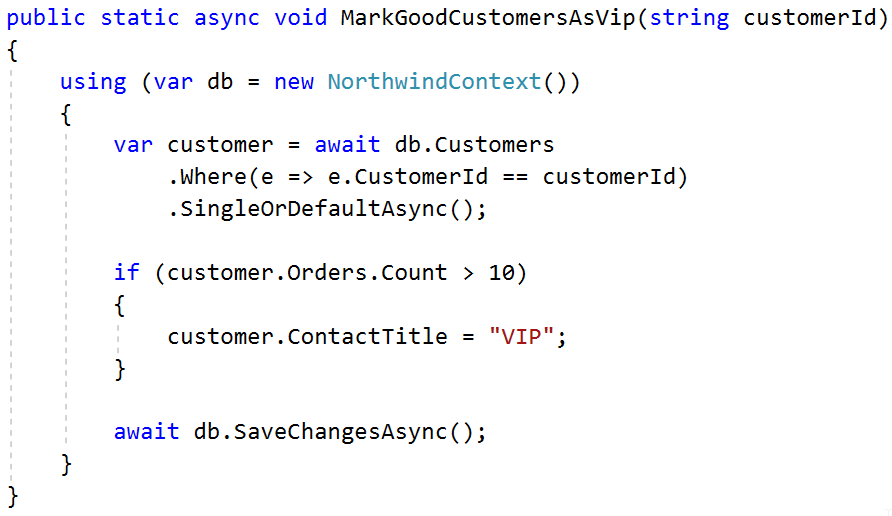 public static async void MarkGoodCustomersAsVip(string customerId)
{
    using (var db = new NorthwindContext())
    {
        var customer = await db.Customers
            .Where(e => e.CustomerId == customerId)
            .SingleOrDefaultAsync();

        if (customer.Orders.Count > 10)
        {
            customer.ContactTitle = "VIP";
        }

        await db.SaveChangesAsync();
    }
}